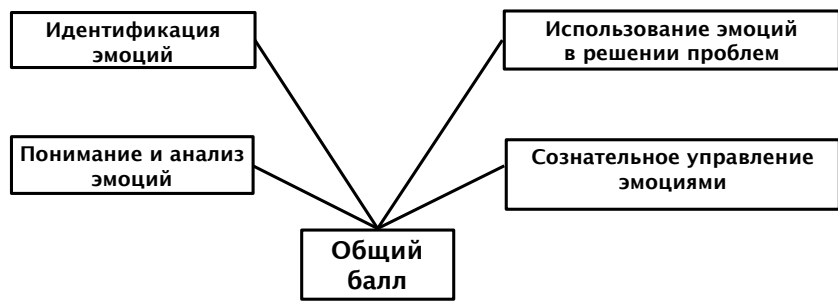 Идентификация
эмоций
Использование эмоций
в решении проблем
Понимание и анализ
эмоций
Сознательное управление
эмоциями
Общий
балл